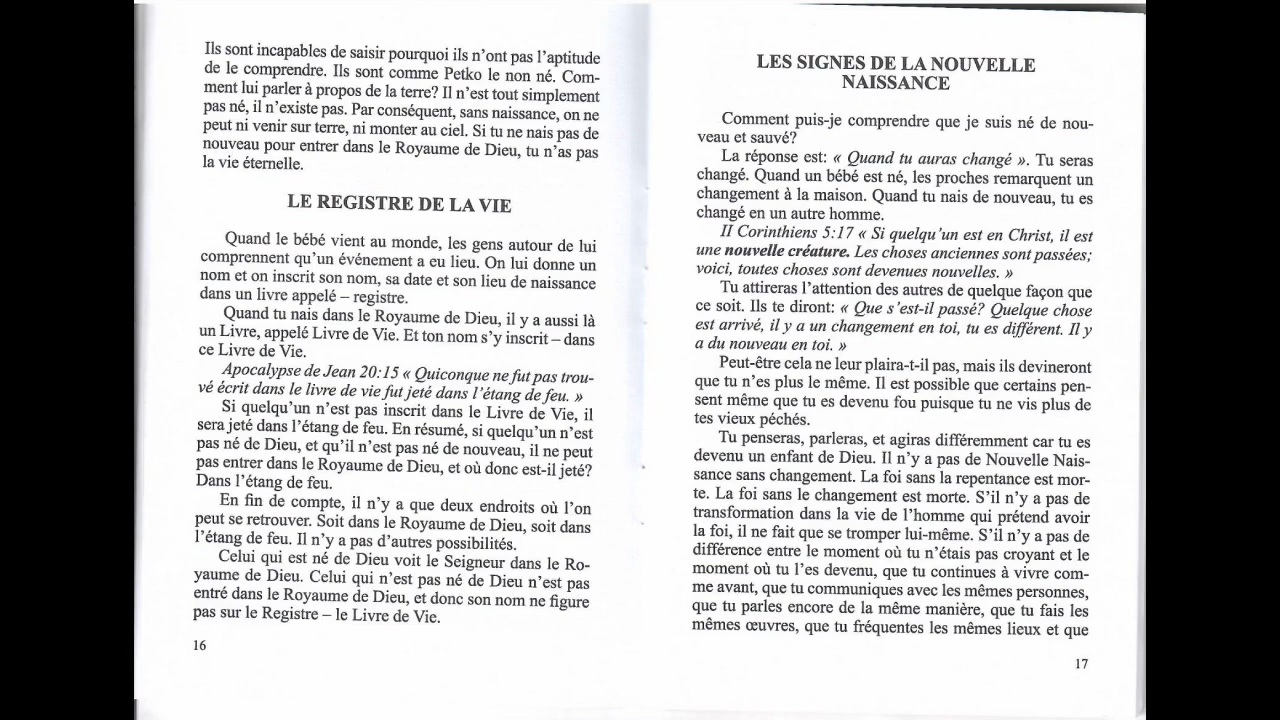 Ils sont incapables de saisir pourquoi ils n'ont pas l'aptitude
de le comprendre. Ils sont comme Petko le non né. Com-
ment lui parler à propos de la terre? Il n'est tout simplement
pas né, il n'existe pas. Par conséquent, sans naissance, on ne
peut ni venir sur terre, ni monter au ciel. Si tu ne nais pas de
nouveau pour entrer dans le Royaume de Dieu, tu n'as pas
la vie éternelle.
LE REGISTRE DE LA VIE
Quand le bébé vient au monde, les gens autour de lui
comprennent qu'un événement a eu lieu. On lui donne un
nom et on inscrit son nom, sa date et son lieu de naissance
dans un livre appelé – registre.
Quand tu nais dans le Royaume de Dieu, il y a aussi là
un Livre, appelé Livre de Vie. Et ton nom s'y inscrit – dans
ce Livre de Vie.
Apocalypse de Jean 20:15 « Quiconque ne fut pas trou-
vé écrit dans le livre de vie fut jeté dans l'étang de feu. »
Si quelqu'un n'est pas inscrit dans le Livre de Vie, il
sera jeté dans l'étang de feu. En résumé, si quelqu'un n'est
pas né de Dieu, et qu'il n'est pas né de nouveau, il ne peut
pas entrer dans le Royaume de Dieu, et où donc est-il jeté?
Dans l'étang de feu.
En fin de compte, il n'y a que deux endroits où l'on
peut se retrouver. Soit dans le Royaume de Dieu, soit dans
l'étang de feu. Il n'y a pas d'autres possibilités.
Celui qui est né de Dieu voit le Seigneur dans le Ro-
yaume de Dieu. Celui qui n'est pas né de Dieu n'est pas
entré dans le Royaume de Dieu, et donc son nom ne figure
pas sur le Registre – le Livre de Vie.
16
LES SIGNES DE LA NOUVELLE
NAISSANCE
Comment puis-je comprendre que je suis né de nou-
veau et sauvé?
La réponse est: « Quand tu auras changé ». Tu seras
changé. Quand un bébé est né, les proches remarquent un
changement à la maison. Quand tu nais de nouveau, tu es
changé en un autre homme.
II Corinthiens 5:17 « Si quelqu'un est en Christ, il est
une nouvelle créature. Les choses anciennes sont passées;
voici, toutes choses sont devenues nouvelles. »
Tu attireras l'attention des autres de quelque façon que
ce soit. Ils te diront: « Que s'est-il passé? Quelque chose
est arrivé, il y a un changement en toi, tu es différent. Il y
a du nouveau en toi. »
Peut-être cela ne leur plaira-t-il pas, mais ils devineront
que tu n'es plus le même. Il est possible que certains pen-
sent même que tu es devenu fou puisque tu ne vis plus de
tes vieux péchés.
Tu penseras, parleras, et agiras différemment car tu es
devenu un enfant de Dieu. Il n'y a pas de Nouvelle Nais-
sance sans changement. La foi sans la repentance est mor-
te. La foi sans le changement est morte. S'il n'y a pas de
transformation dans la vie de l'homme qui prétend avoir
la foi, il ne fait que se tromper lui-même. S'il n'y a pas de
différence entre le moment où tu n'étais pas croyant et le
moment où tu l'es devenu, que tu continues à vivre com-
me avant, que tu communiques avec les mêmes personnes,
que tu parles encore de la même manière, que tu fais les
mêmes œuvres, que tu fréquentes les mêmes lieux et que
17